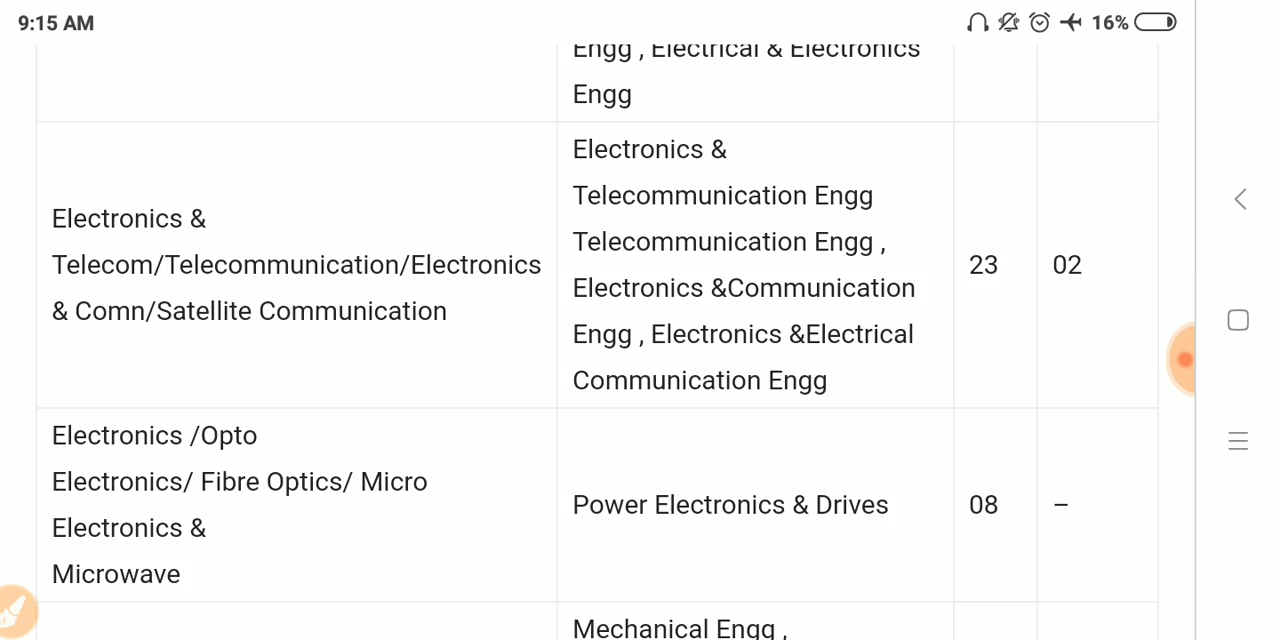 9:15 AM
16%
Engg , Electrical & Electronics
Engg
Electronics &
Telecom/Telecommunication/Electronics
& Comn/Satellite Communication
Electronics &
Telecommunication Engg
Telecommunication Engg ,
Electronics &Communication
Engg , Electronics &Electrical
Communication Engg
23
02
Electronics /Opto
Electronics/ Fibre Optics/ Micro
Electronics &
Microwave
Power Electronics & Drives
08
–
Mechanical Engg ,